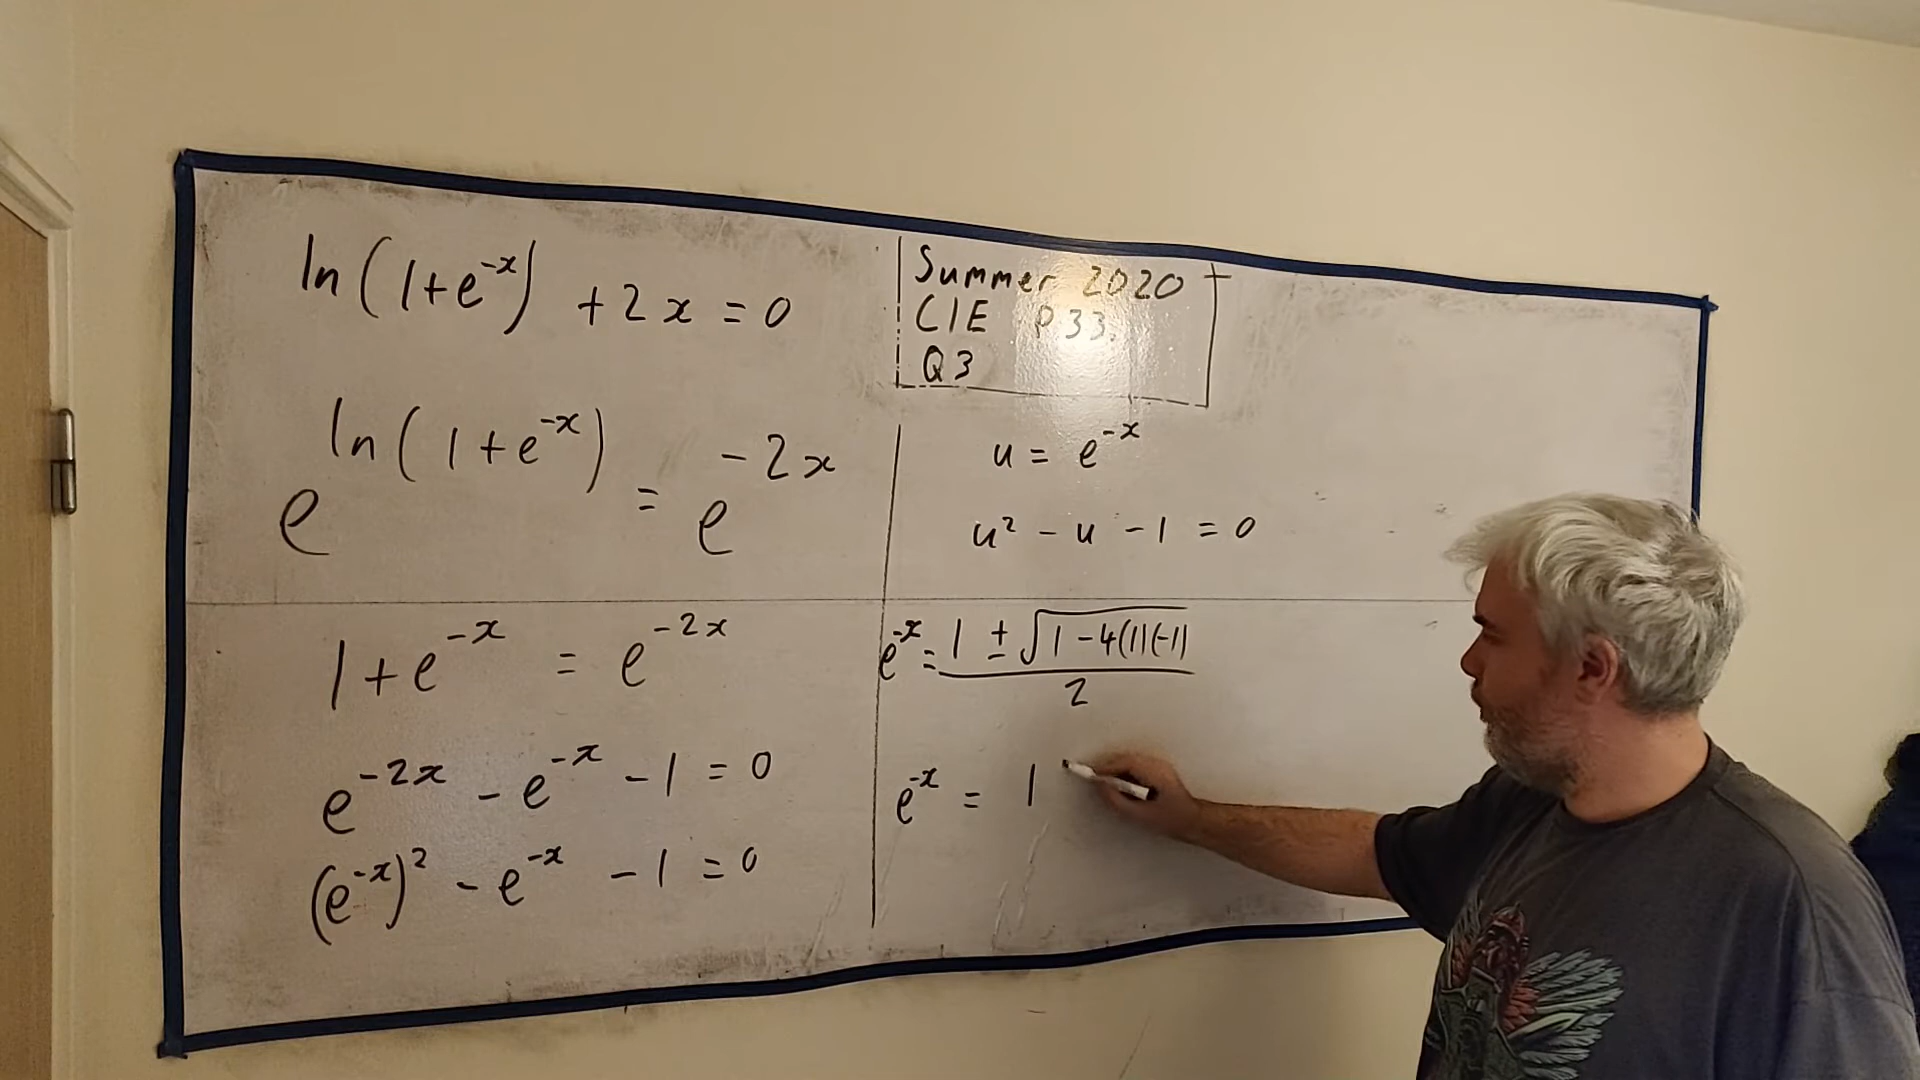 ln(1+e^{-x}) + 2x = 0
Summer 2020
CIE P33.
Q3
e^{ln(1+e^{-x})} = e^{-2x}
1+e^{-x} = e^{-2x}
e^{-2x} - e^{-x} - 1 = 0
(e^{-x})² - e^{-x} - 1 = 0
u = e^{-x}
u² - u - 1 = 0
e^{-x} = \frac{1 ± √(1-4(1)(-1)}{2}
e^{-x} = 1